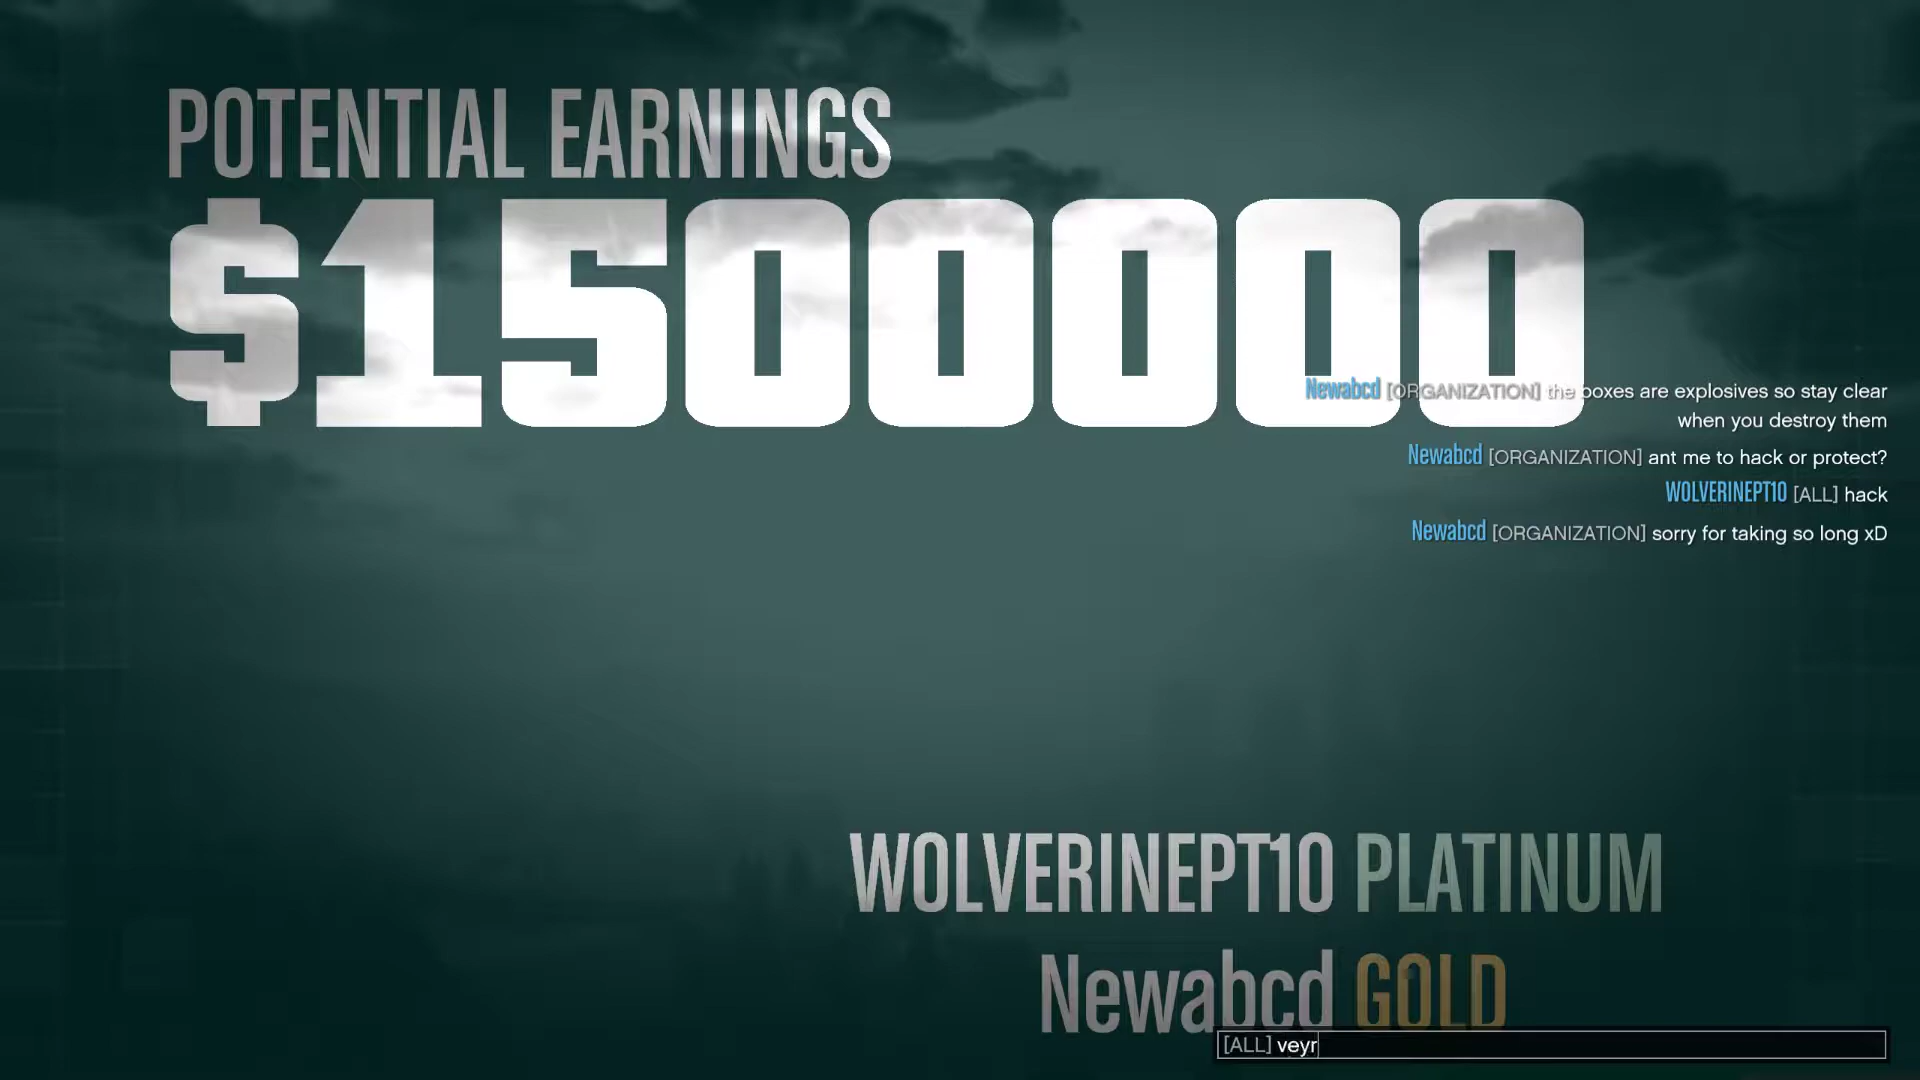 POTENTIAL EARNINGS
$1500000
Newabcd [ORGANIZATION] the boxes are explosives so stay clear
when you destroy them
Newabcd [ORGANIZATION] ant me to hack or protect?
WOLVERINEPT10 [ALL] hack
Newabcd [ORGANIZATION] sorry for taking so long xD
WOLVERINEPT10 PLATINUM
Newabcd GOLD
[ALL] veyr